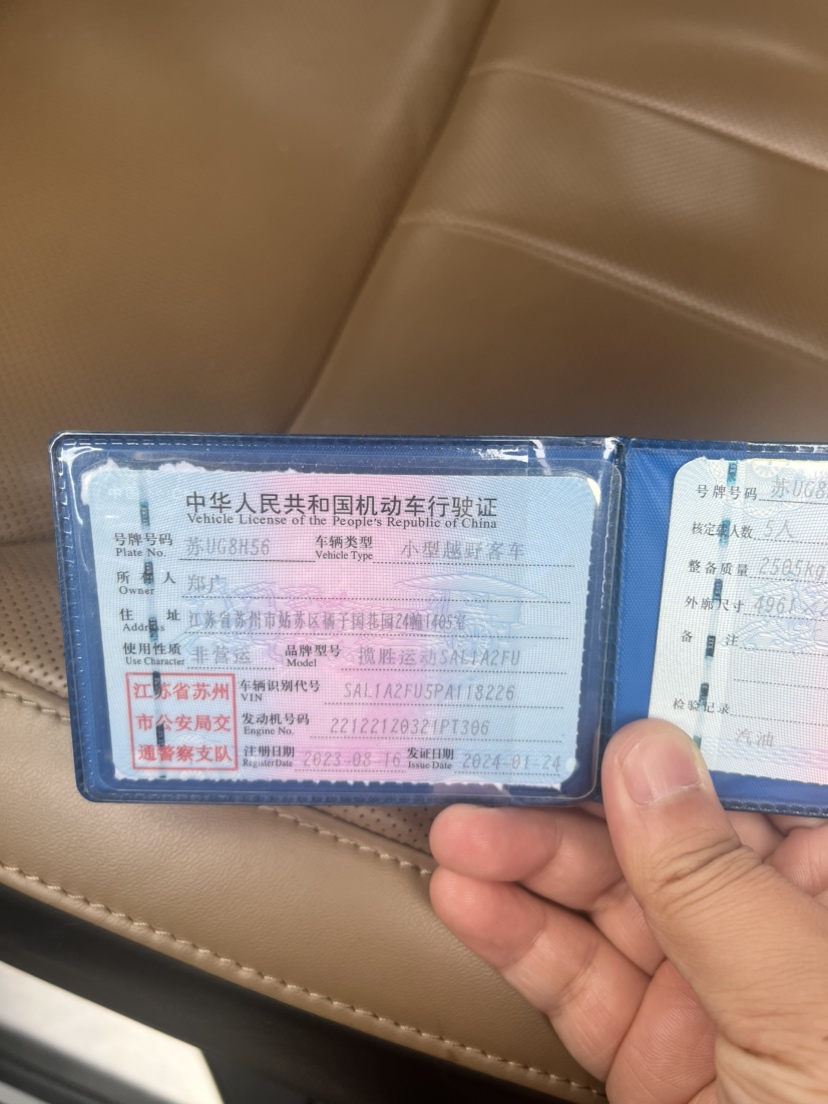 中华人民共和国机动车行驶证
Vehicle License of the People's Republic of China
号牌号码 苏UG8H56 车辆类型 小型越野客车
Plate No. Vehicle Type
所有人 郑广
Owner
住址 江苏省苏州市姑苏区橘子国花园24幢1405室
Address
使用性质 非营运 品牌型号 揽胜运动SAL1A2FU
Use Character Model
江苏省苏州
市公安局交
通警察支队
车辆识别代号 SAL1A2FU5PA118226
VIN
发动机号码 221221Z0321PT306
Engine No.
注册日期 2023-08-16 发证日期 2024-01-24
Register Date Issue Date
号牌号码 苏UG8
核定载人数 5人
整备质量 2505kg
外廓尺寸 4961
备注
检验记录
汽油